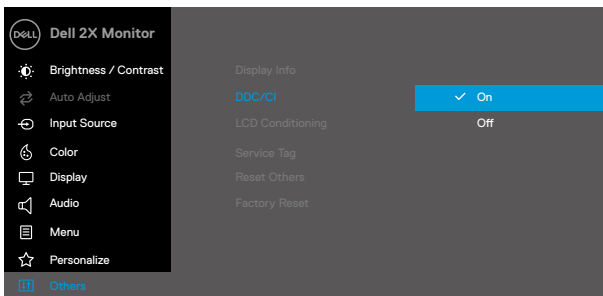 DELL Dell 2X Monitor
Brightness / Contrast
Auto Adjust
Input Source
Color
Display
Audio
Menu
Personalize
Others
Display Info
DDC/CI
LCD Conditioning
Service Tag
Reset Others
Factory Reset
On
Off